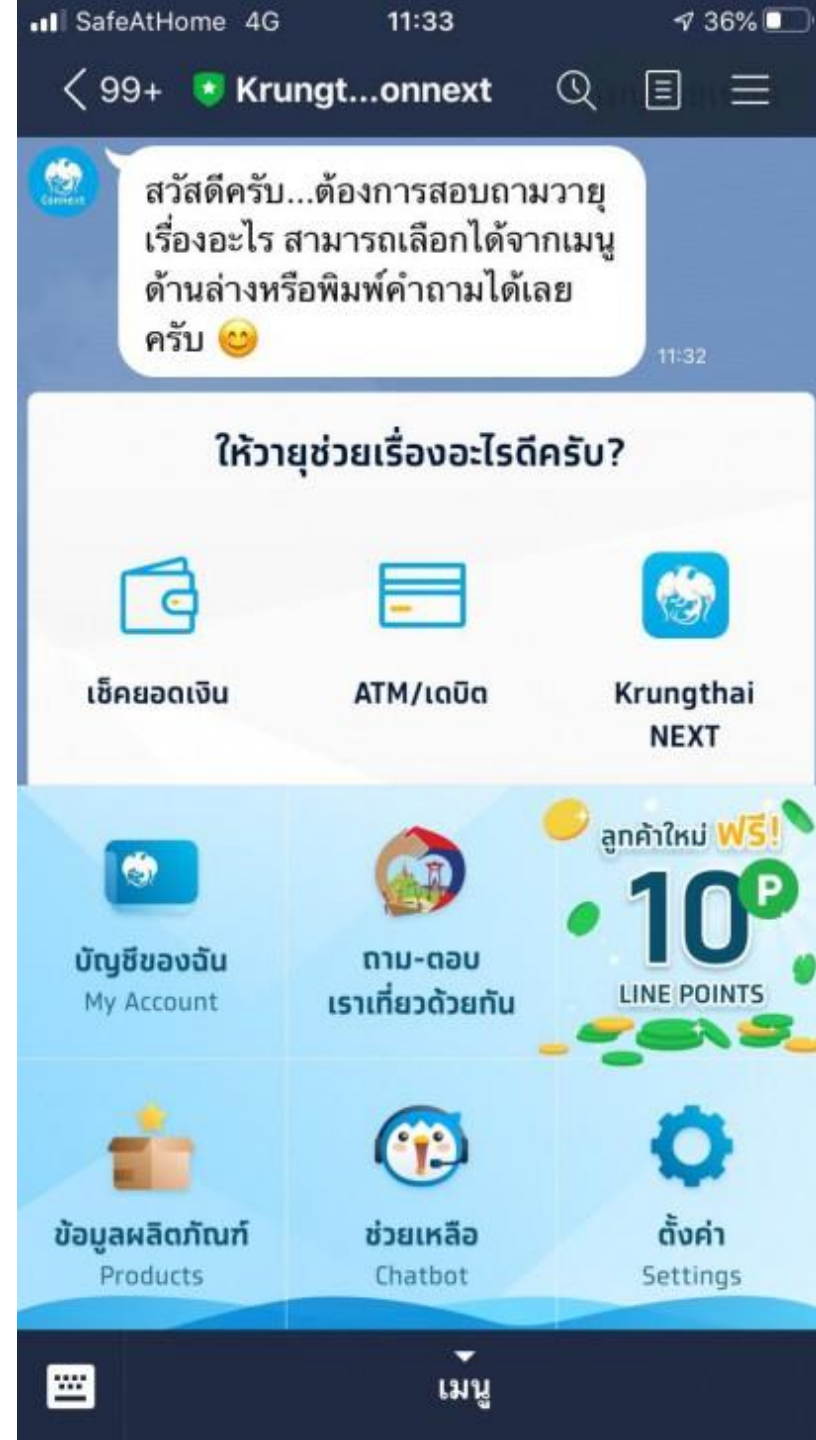 SafeAtHome 4G 11:33 36%
99+ Krungt...onnext
Connext
สวัสดีครับ...ต้องการสอบถามวายุ
เรื่องอะไร สามารถเลือกได้จากเมนู
ด้านล่างหรือพิมพ์คำถามได้เลย
ครับ 😊
11:32
ให้วายุช่วยเรื่องอะไรดีครับ?
เช็คยอดเงิน
ATM/เดบิต
Krungthai
NEXT
บัญชีของฉัน
My Account
ถาม-ตอบ
เราเที่ยวด้วยกัน
ลูกค้าใหม่ ฟรี!
10 P
LINE POINTS
ข้อมูลผลิตภัณฑ์
Products
ช่วยเหลือ
Chatbot
ตั้งค่า
Settings
เมนู